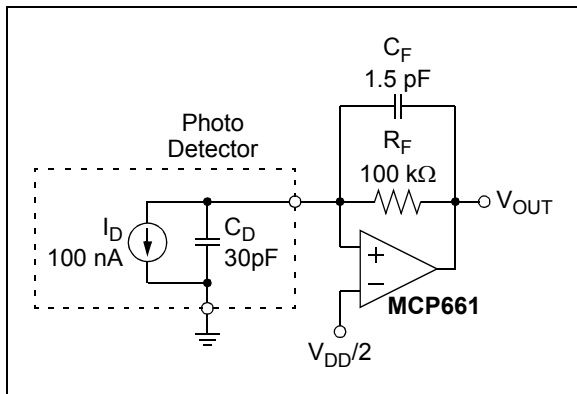 C_F
1.5 pF
Photo
Detector
R_F
100 kΩ
V_OUT
I_D
100 nA
C_D
30pF
+
−
MCP661
V_DD/2